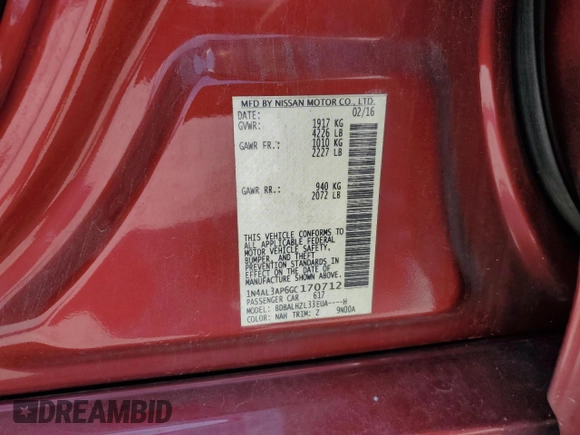 MFD BY NISSAN MOTOR CO., LTD.
DATE: 02/16
GVWR: 1917 KG
4226 LB
GAWR FR.: 1010 KG
2227 LB
GAWR RR.: 940 KG
2072 LB
THIS VEHICLE CONFORMS TO
ALL APPLICABLE FEDERAL
MOTOR VEHICLE SAFETY,
BUMPER, AND THEFT
PREVENTION STANDARDS IN
EFFECT ON THE DATE OF
MANUFACTURE SHOWN ABOVE.
1N4AL3AP6GC170712
PASSENGER CAR 617
MODEL: BDBALHZL33EUA----H
COLOR: NAH TRIM: Z 9N00A
DREAMBID